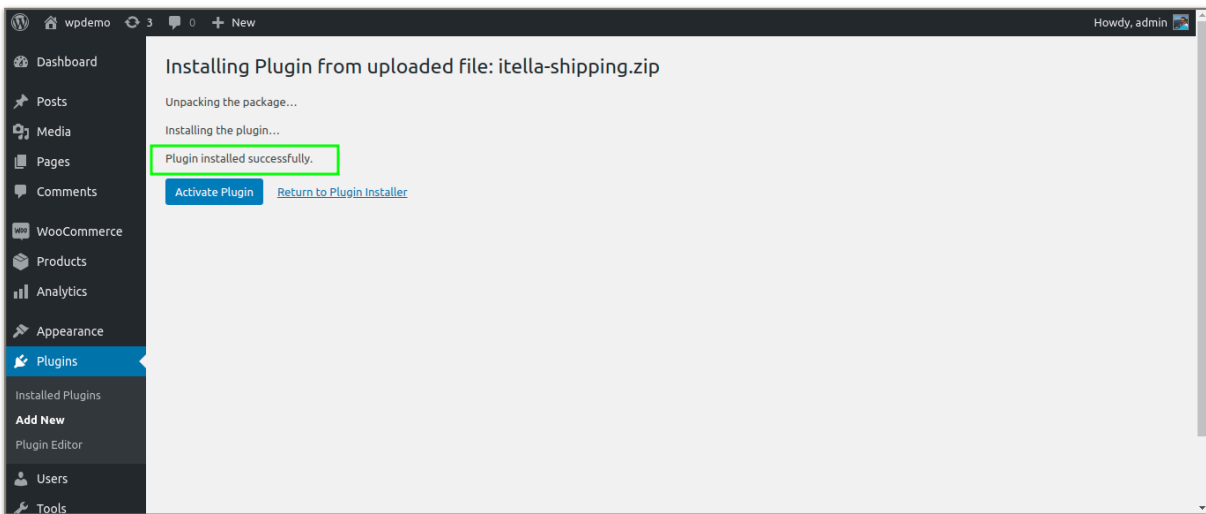 wpdemo 3 0 + New Howdy, admin
Dashboard
Posts
Media
Pages
Comments
WooCommerce
Products
Analytics
Appearance
Plugins
Installed Plugins
Add New
Plugin Editor
Users
Tools
Installing Plugin from uploaded file: itella-shipping.zip
Unpacking the package…
Installing the plugin…
Plugin installed successfully.
Activate Plugin Return to Plugin Installer